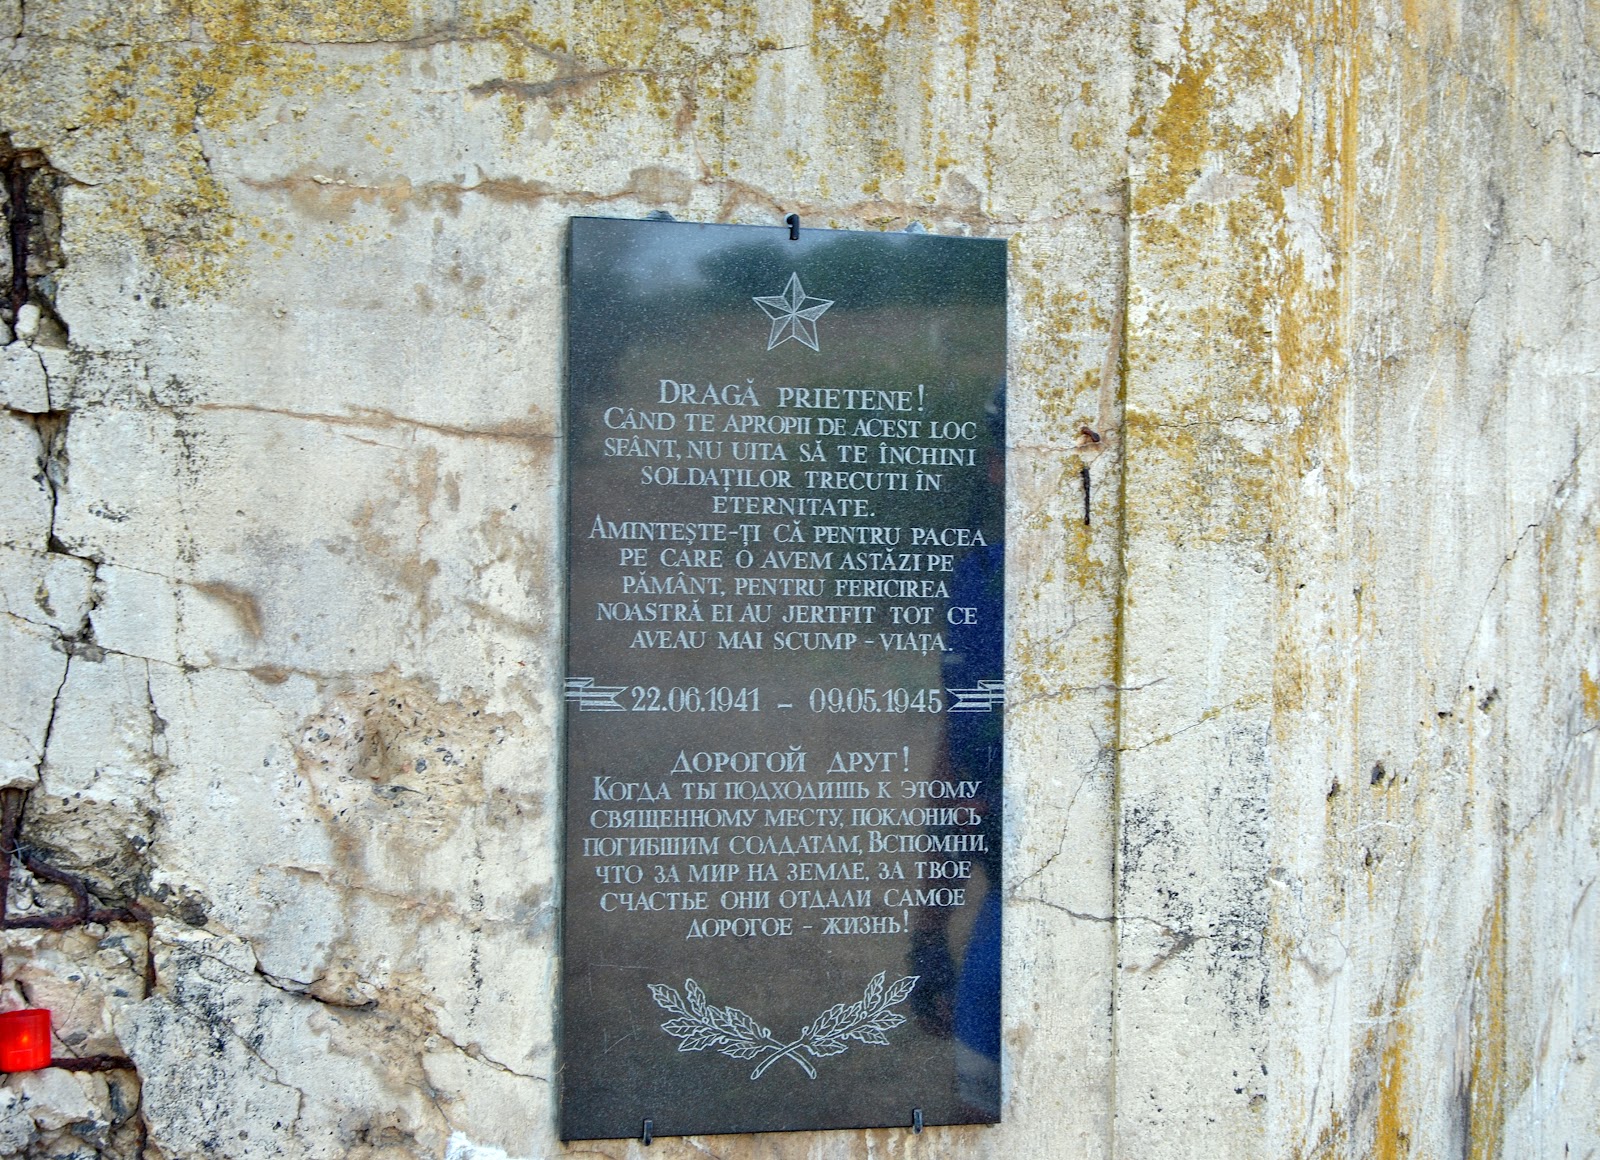 DRAGĂ PRIETENE!
CÂND TE APROPII DE ACEST LOC
SFÂNT, NU UITA SĂ TE ÎNCHINI
SOLDAȚILOR TRECUTI ÎN
ETERNITATE.
AMINTEȘTE-ȚI CĂ PENTRU PACEA
PE CARE O AVEM ASTĂZI PE
PĂMÂNT, PENTRU FERICIREA
NOASTRĂ EI AU JERTFIT TOT CE
AVEAU MAI SCUMP - VIAȚA.
22.06.1941 - 09.05.1945
ДОРОГОЙ ДРУГ!
КОГДА ТЫ ПОДХОДИШЬ К ЭТОМУ
СВЯЩЕННОМУ МЕСТУ, ПОКЛОНИСЬ
ПОГИБШИМ СОЛДАТАМ, ВСПОМНИ,
ЧТО ЗА МИР НА ЗЕМЛЕ, ЗА ТВОЕ
СЧАСТЬЕ ОНИ ОТДАЛИ САМОЕ
ДОРОГОЕ - ЖИЗНЬ!